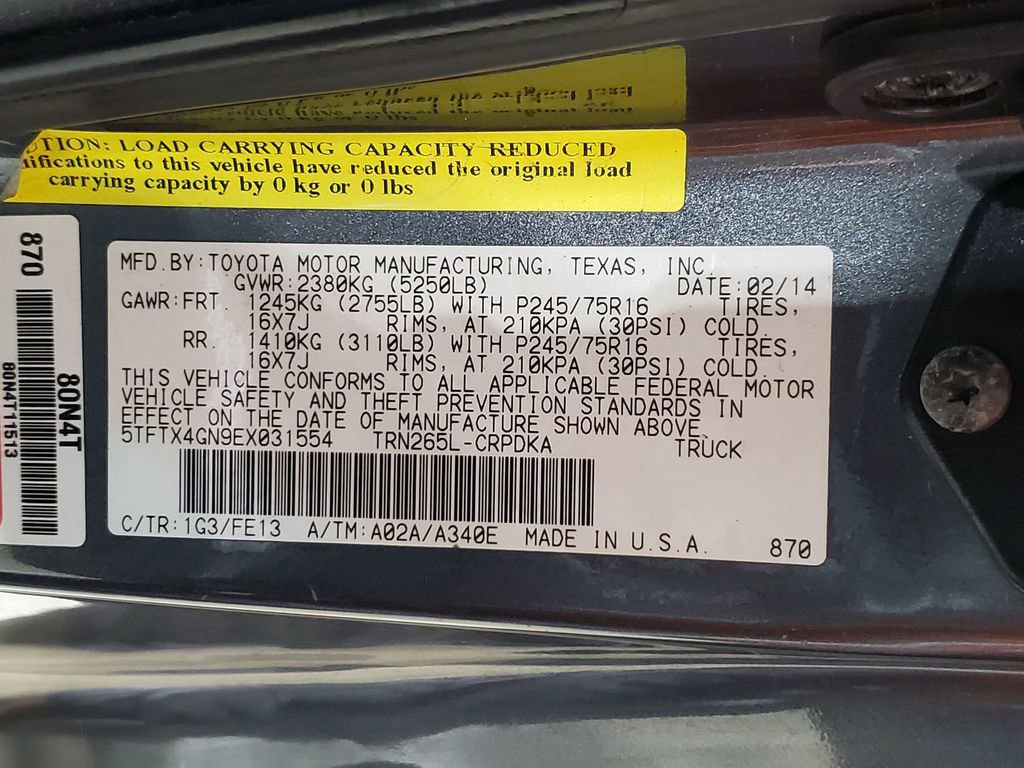 UTION: LOAD CARRYING CAPACITY REDUCED
difications to this vehicle have reduced the original load
carrying capacity by 0 kg or 0 lbs
870
80N4T
80N4T11513
MFD.BY:TOYOTA MOTOR MANUFACTURING, TEXAS, INC.
GVWR:2380KG (5250LB) DATE:02/14
GAWR:FRT. 1245KG (2755LB) WITH P245/75R16 TIRES,
16X7J RIMS, AT 210KPA (30PSI) COLD.
RR. 1410KG (3110LB) WITH P245/75R16 TIRES,
16X7J RIMS, AT 210KPA (30PSI) COLD.
THIS VEHICLE CONFORMS TO ALL APPLICABLE FEDERAL MOTOR
VEHICLE SAFETY AND THEFT PREVENTION STANDARDS IN
EFFECT ON THE DATE OF MANUFACTURE SHOWN ABOVE.
5TFTX4GN9EX031554 TRN265L-CRPDKA TRUCK
C/TR:1G3/FE13 A/TM:A02A/A340E MADE IN U.S.A. 870